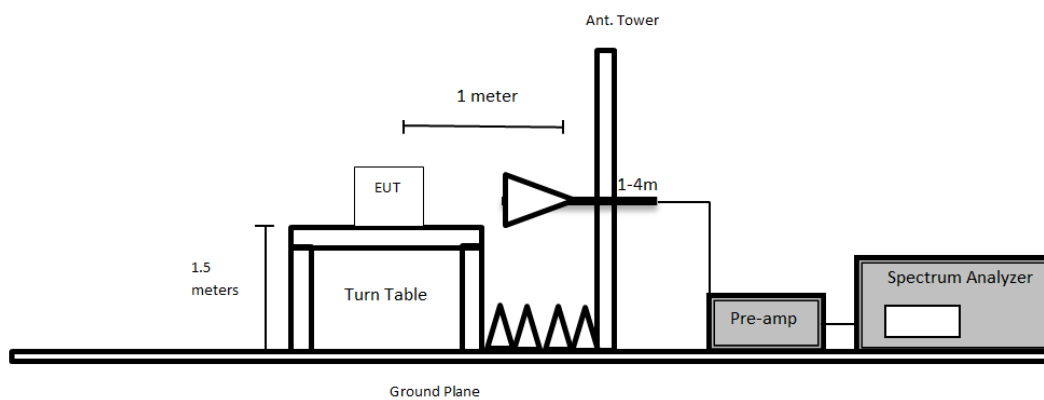 Ant. Tower
1 meter
EUT
1-4m
1.5
meters
Turn Table
Spectrum Analyzer
Pre-amp
Ground Plane